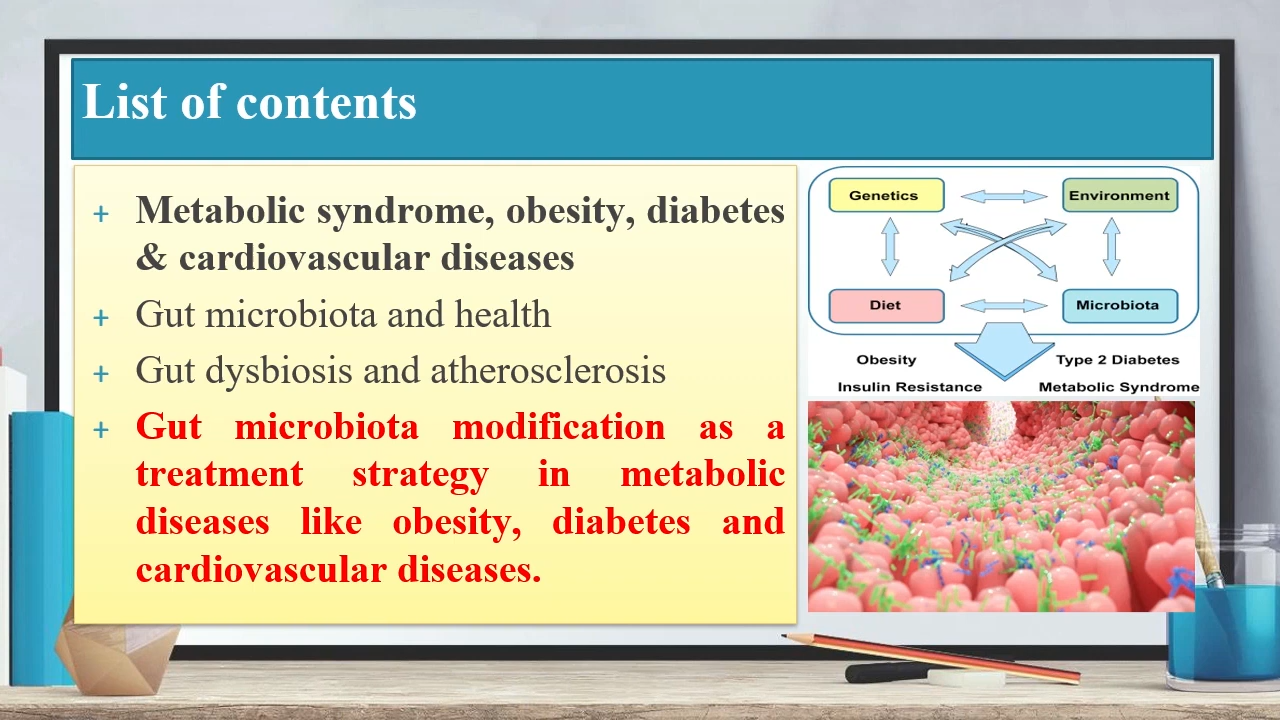 List of contents
+ Metabolic syndrome, obesity, diabetes
& cardiovascular diseases
+ Gut microbiota and health
+ Gut dysbiosis and atherosclerosis
+ Gut microbiota modification as a
treatment strategy in metabolic
diseases like obesity, diabetes and
cardiovascular diseases.
Genetics
Environment
Diet
Microbiota
Obesity
Type 2 Diabetes
Insulin Resistance
Metabolic Syndrome